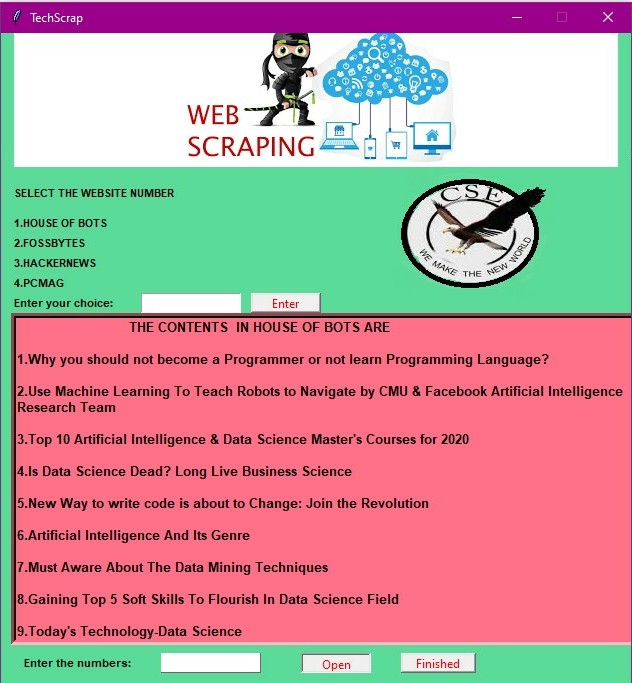 TechScrap
WEB
SCRAPING
SELECT THE WEBSITE NUMBER
CSE
WE MAKE THE NEW WORLD
1.HOUSE OF BOTS
2.FOSSBYTES
3.HACKERNEWS
4.PCMAG
Enter your choice:
Enter
THE CONTENTS  IN HOUSE OF BOTS ARE
1.Why you should not become a Programmer or not learn Programming Language?
2.Use Machine Learning To Teach Robots to Navigate by CMU & Facebook Artificial Intelligence
Research Team
3.Top 10 Artificial Intelligence & Data Science Master's Courses for 2020
4.Is Data Science Dead? Long Live Business Science
5.New Way to write code is about to Change: Join the Revolution
6.Artificial Intelligence And Its Genre
7.Must Aware About The Data Mining Techniques
8.Gaining Top 5 Soft Skills To Flourish In Data Science Field
9.Today's Technology-Data Science
Enter the numbers:
Open
Finished